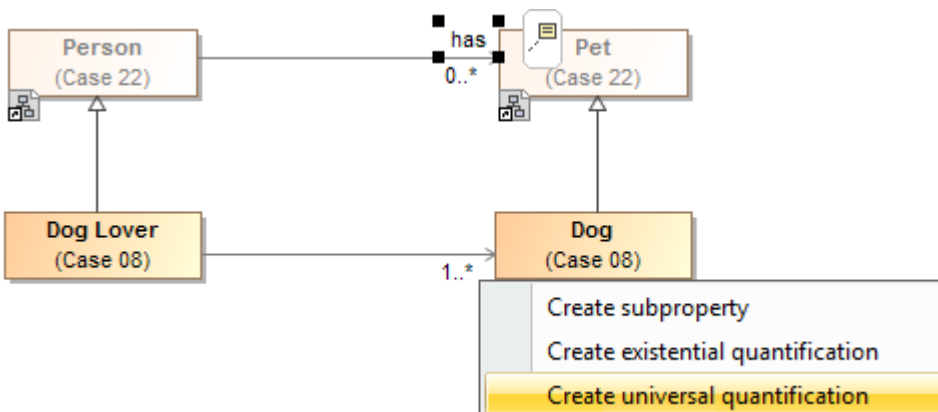 Person
(Case 22)
has
0..*
Pet
(Case 22)
Dog Lover
(Case 08)
1..*
Dog
(Case 08)
Create subproperty
Create existential quantification
Create universal quantification